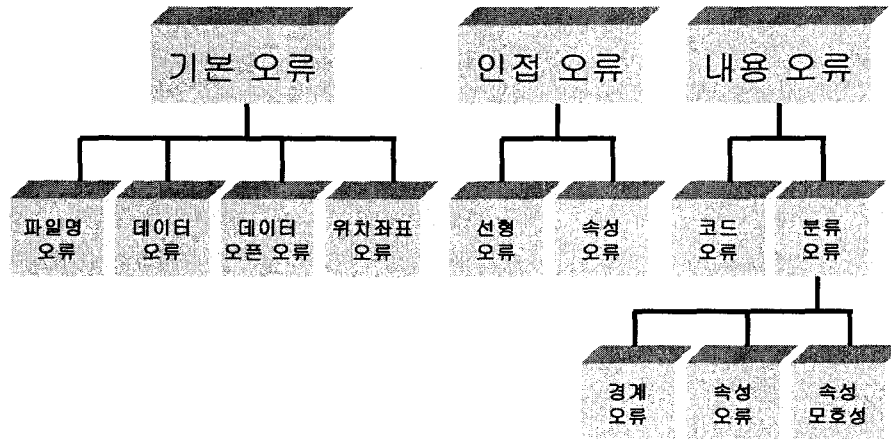 기본 오류
인접 오류
내용 오류
파일명
오류
데이터
오류
데이터
오픈 오류
위치좌표
오류
선형
오류
속성
오류
코드
오류
분류
오류
경계
오류
속성
오류
속성
모호성